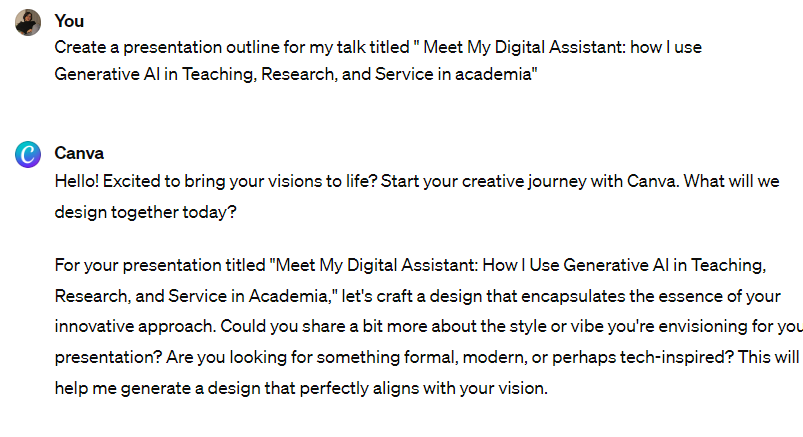 You
Create a presentation outline for my talk titled " Meet My Digital Assistant: how I use
Generative AI in Teaching, Research, and Service in academia"
Canva
Hello! Excited to bring your visions to life? Start your creative journey with Canva. What will we
design together today?
For your presentation titled "Meet My Digital Assistant: How I Use Generative AI in Teaching,
Research, and Service in Academia," let's craft a design that encapsulates the essence of your
innovative approach. Could you share a bit more about the style or vibe you're envisioning for you
presentation? Are you looking for something formal, modern, or perhaps tech-inspired? This will
help me generate a design that perfectly aligns with your vision.